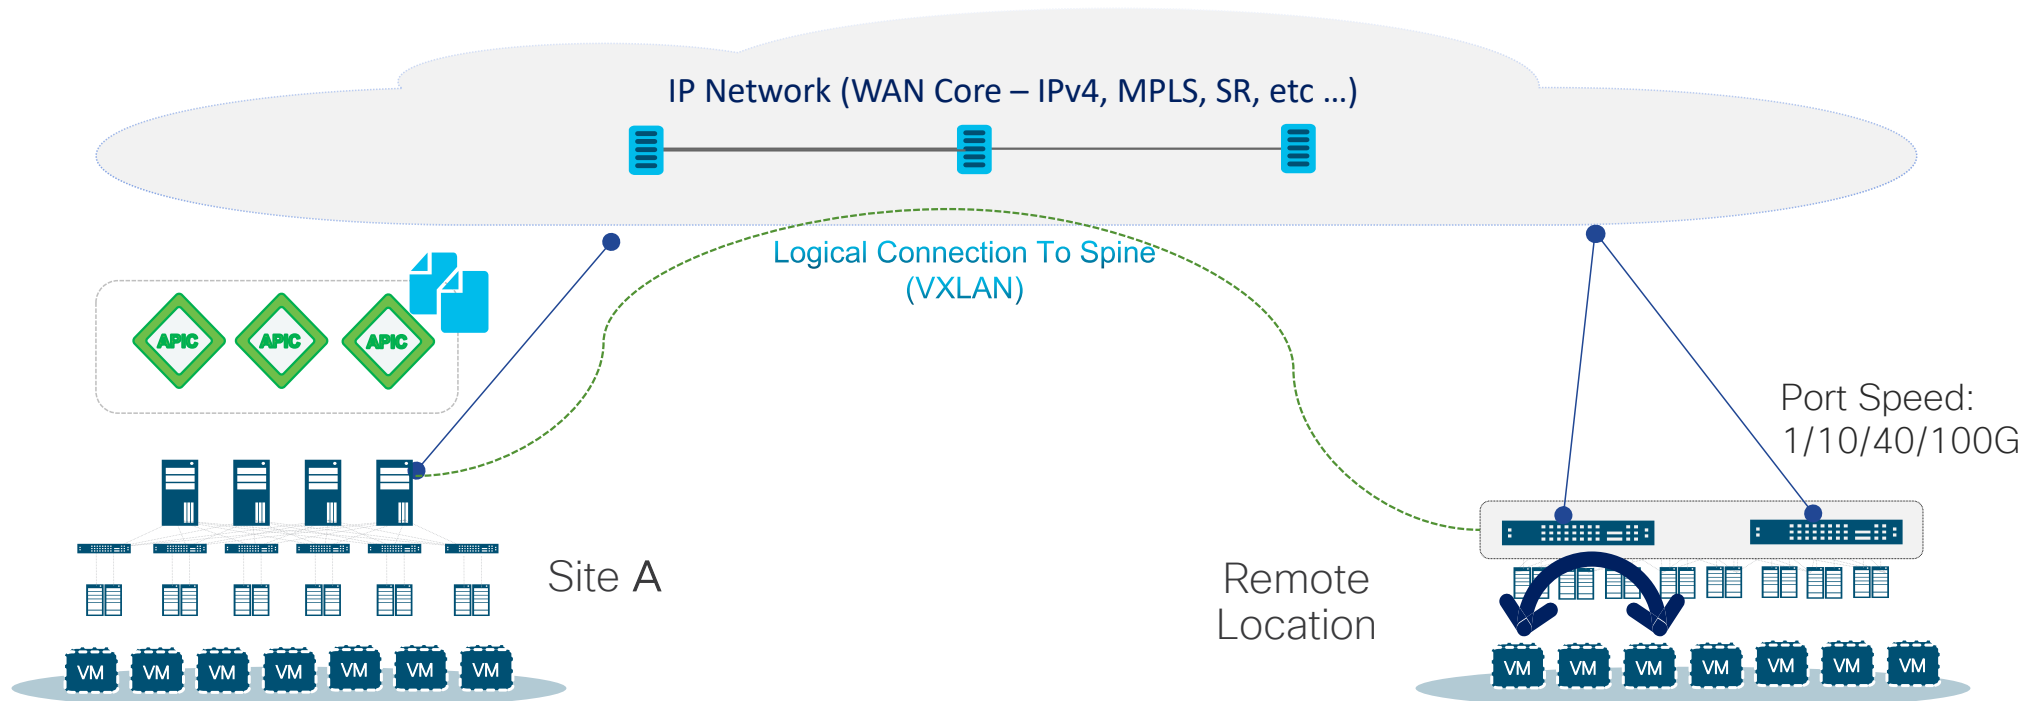 IP Network (WAN Core – IPv4, MPLS, SR, etc ...)
Logical Connection To Spine
(VXLAN)
APIC
APIC
APIC
Port Speed:
1/10/40/100G
Site A
Remote
Location
VM
VM
VM
VM
VM
VM
VM
VM
VM
VM
VM
VM
VM
VM